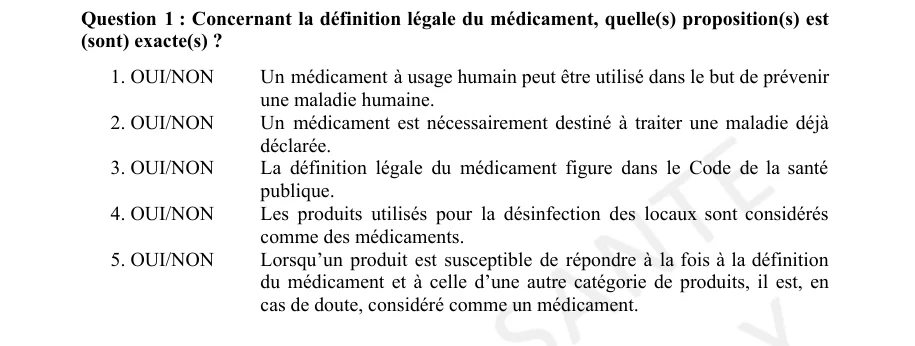 Question 1 : Concernant la définition légale du médicament, quelle(s) proposition(s) est
(sont) exacte(s) ?
1. OUI/NON Un médicament à usage humain peut être utilisé dans le but de prévenir
une maladie humaine.
2. OUI/NON Un médicament est nécessairement destiné à traiter une maladie déjà
déclarée.
3. OUI/NON La définition légale du médicament figure dans le Code de la santé
publique.
4. OUI/NON Les produits utilisés pour la désinfection des locaux sont considérés
comme des médicaments.
5. OUI/NON Lorsqu’un produit est susceptible de répondre à la fois à la définition
du médicament et à celle d’une autre catégorie de produits, il est, en
cas de doute, considéré comme un médicament.
SANTE